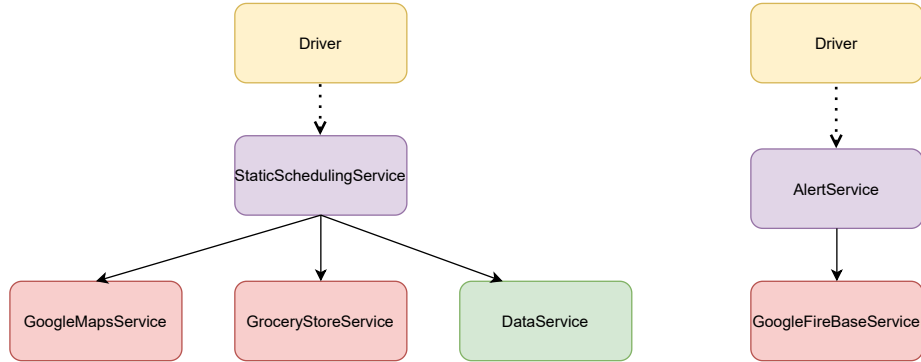 Driver
Driver
StaticSchedulingService
AlertService
GoogleMapsService
GroceryStoreService
DataService
GoogleFireBaseService